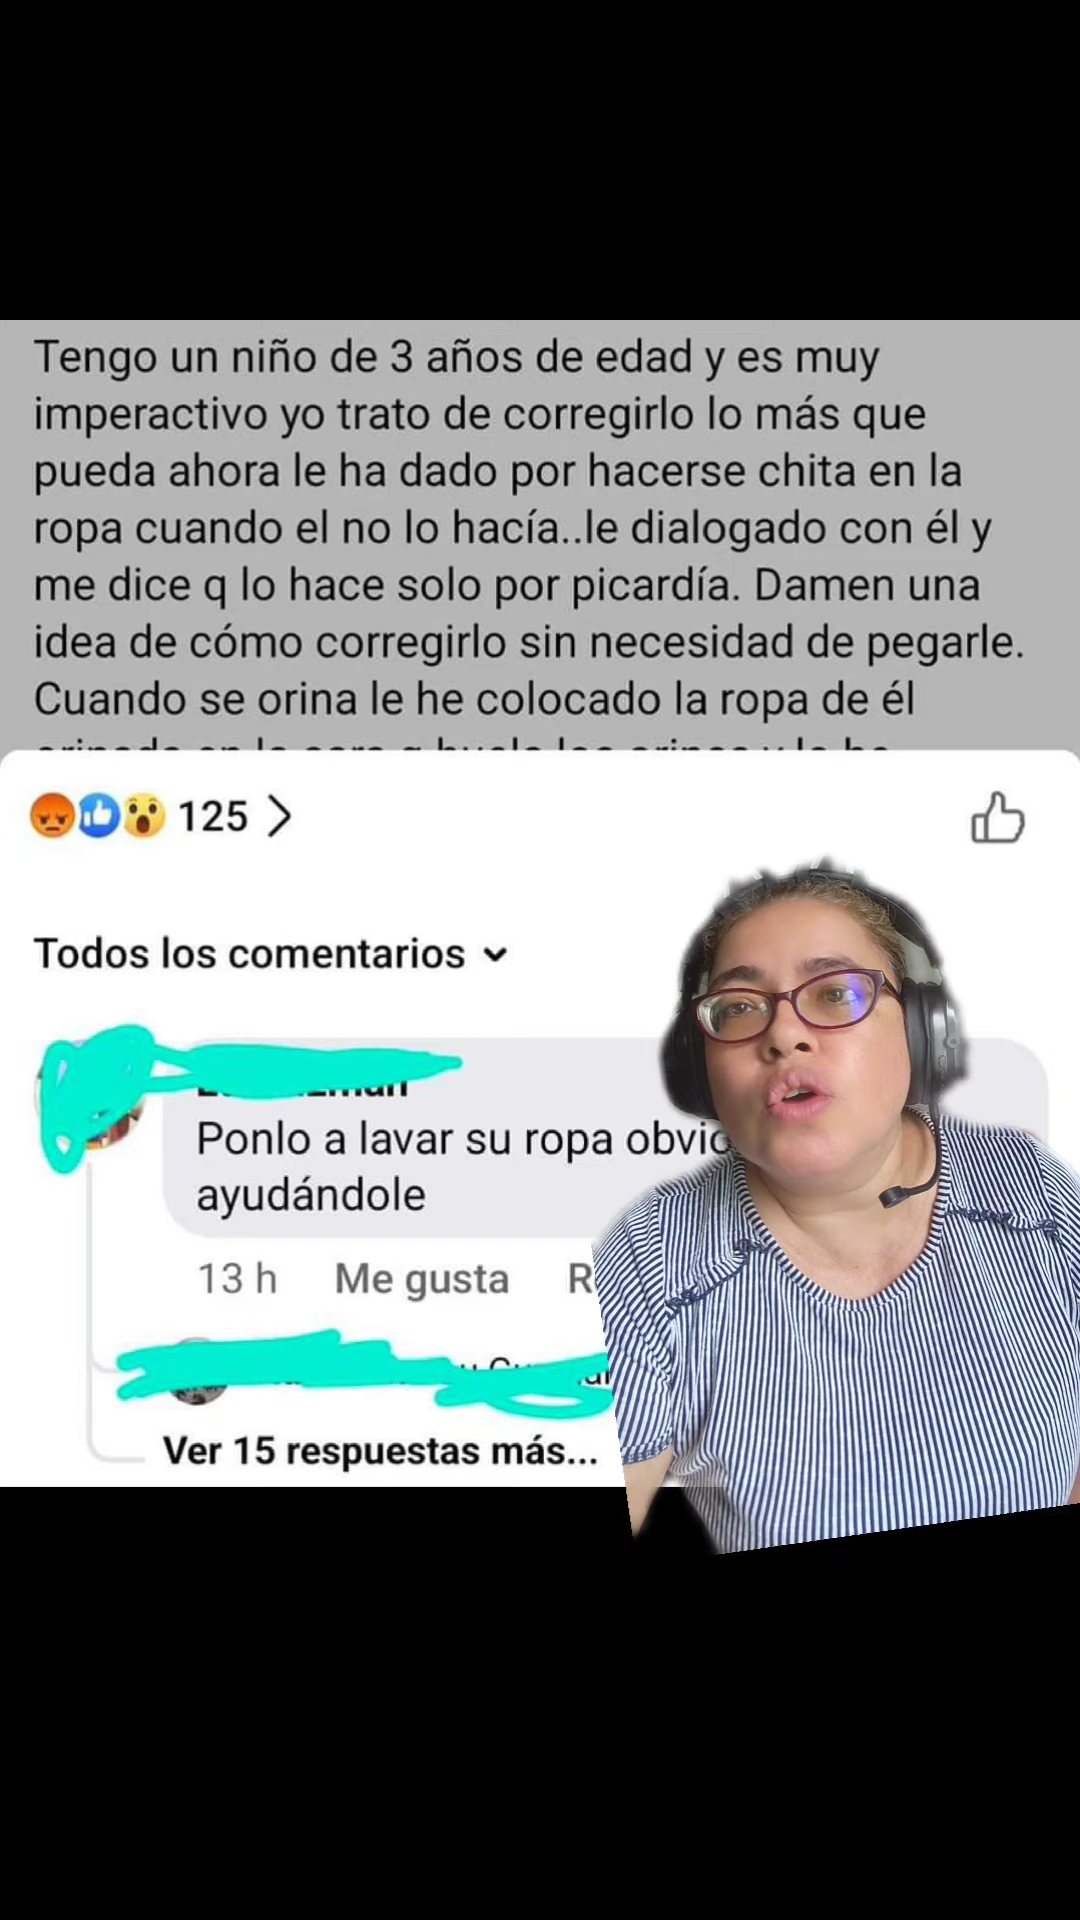 Tengo un niño de 3 años de edad y es muy
imperactivo yo trato de corregirlo lo más que
pueda ahora le ha dado por hacerse chita en la
ropa cuando el no lo hacía..le dialogado con él y
me dice q lo hace solo por picardía. Damen una
idea de cómo corregirlo sin necesidad de pegarle.
Cuando se orina le he colocado la ropa de él
125
Todos los comentarios
Ponlo a lavar su ropa
ayudándole
13 h Me gusta
Ver 15 respuestas más...